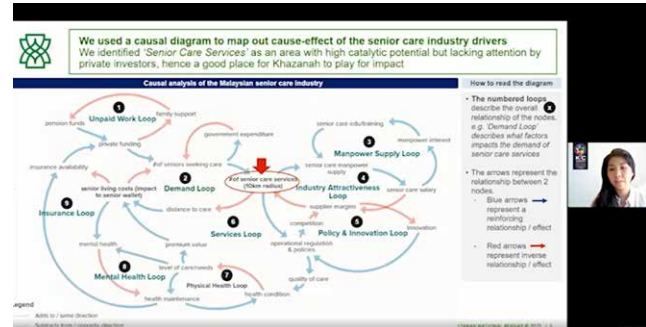 We used a causal diagram to map out cause-effect of the senior care industry drivers
We identified 'Senior Care Services' as an area with high catalytic potential but lacking attention by
private investors, hence a good place for Khazanah to play for impact
Causal analysis of the Malaysian senior care industry
How to read the diagram
1
Unpaid Work Loop
family support
pension funds
private funding
government expenditure
insurance availability
#of seniors seeking care
2
Demand Loop
senior living costs (impact
to senior wallet)
9
Insurance Loop
distance to care
#of senior care services
(10km radius)
senior care edu/training
manpower interest
3
Manpower Supply Loop
senior care manpower
supply
4
Industry Attractiveness
Loop
senior care salary
supplier margins
competition
5
Policy & Innovation Loop
innovation
6
Services Loop
operational regulation
& policies
mental health
premium value
8
Mental Health Loop
level of care/needs
7
Physical Health Loop
quality of care
health condition
health maintenance
• The numbered loops
describe the overall X
relationship of the nodes.
e.g. 'Demand Loop'
describes what factors
impacts the demand of
senior care services
• The arrows represent the
relationship between 2
nodes.
- Blue arrows
represent a
reinforcing
relationship / effect
- Red arrows
represent inverse
relationship / effect
egend
Adds to / same direction
Subtracts from / opposite direction